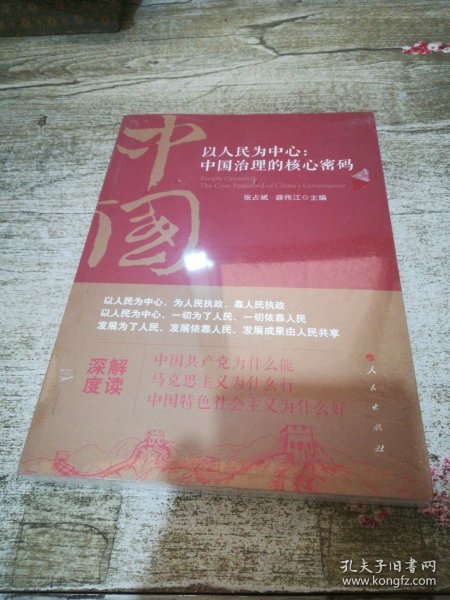 中國
以人民为中心：
中国治理的核心密码
People-Centered:
The Core Password of China's Governance
张占斌 薛伟江◎主编
以人民为中心，为人民执政，靠人民执政
以人民为中心，一切为了人民，一切依靠人民
发展为了人民，发展依靠人民，发展成果由人民共享
深度解读
中国共产党为什么能
马克思主义为什么行
中国特色社会主义为什么好
人民出版社
孔夫子旧书网
www.kongfz.com